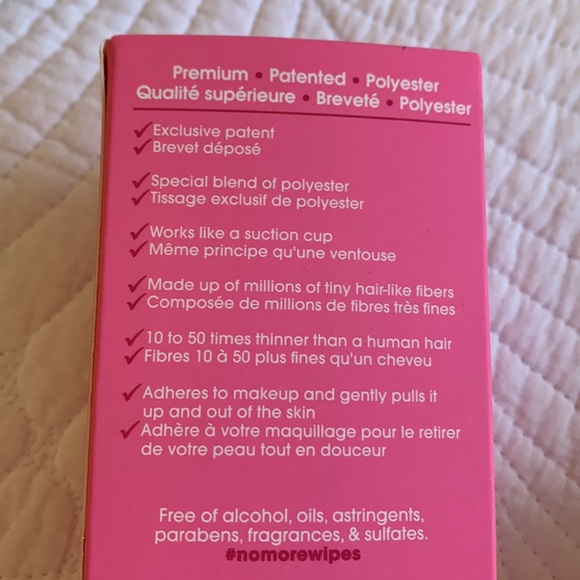 Premium • Patented • Polyester
Qualité supérieure • Breveté • Polyester
✓Exclusive patent
✓Brevet déposé
✓Special blend of polyester
✓Tissage exclusif de polyester
✓Works like a suction cup
✓Même principe qu'une ventouse
✓Made up of millions of tiny hair-like fibers
✓Composée de millions de fibres très fines
✓10 to 50 times thinner than a human hair
✓Fibres 10 à 50 plus fines qu'un cheveu
✓Adheres to makeup and gently pulls it
up and out of the skin
✓Adhère à votre maquillage pour le retirer
de votre peau tout en douceur
Free of alcohol, oils, astringents,
parabens, fragrances, & sulfates.
#nomorewipes